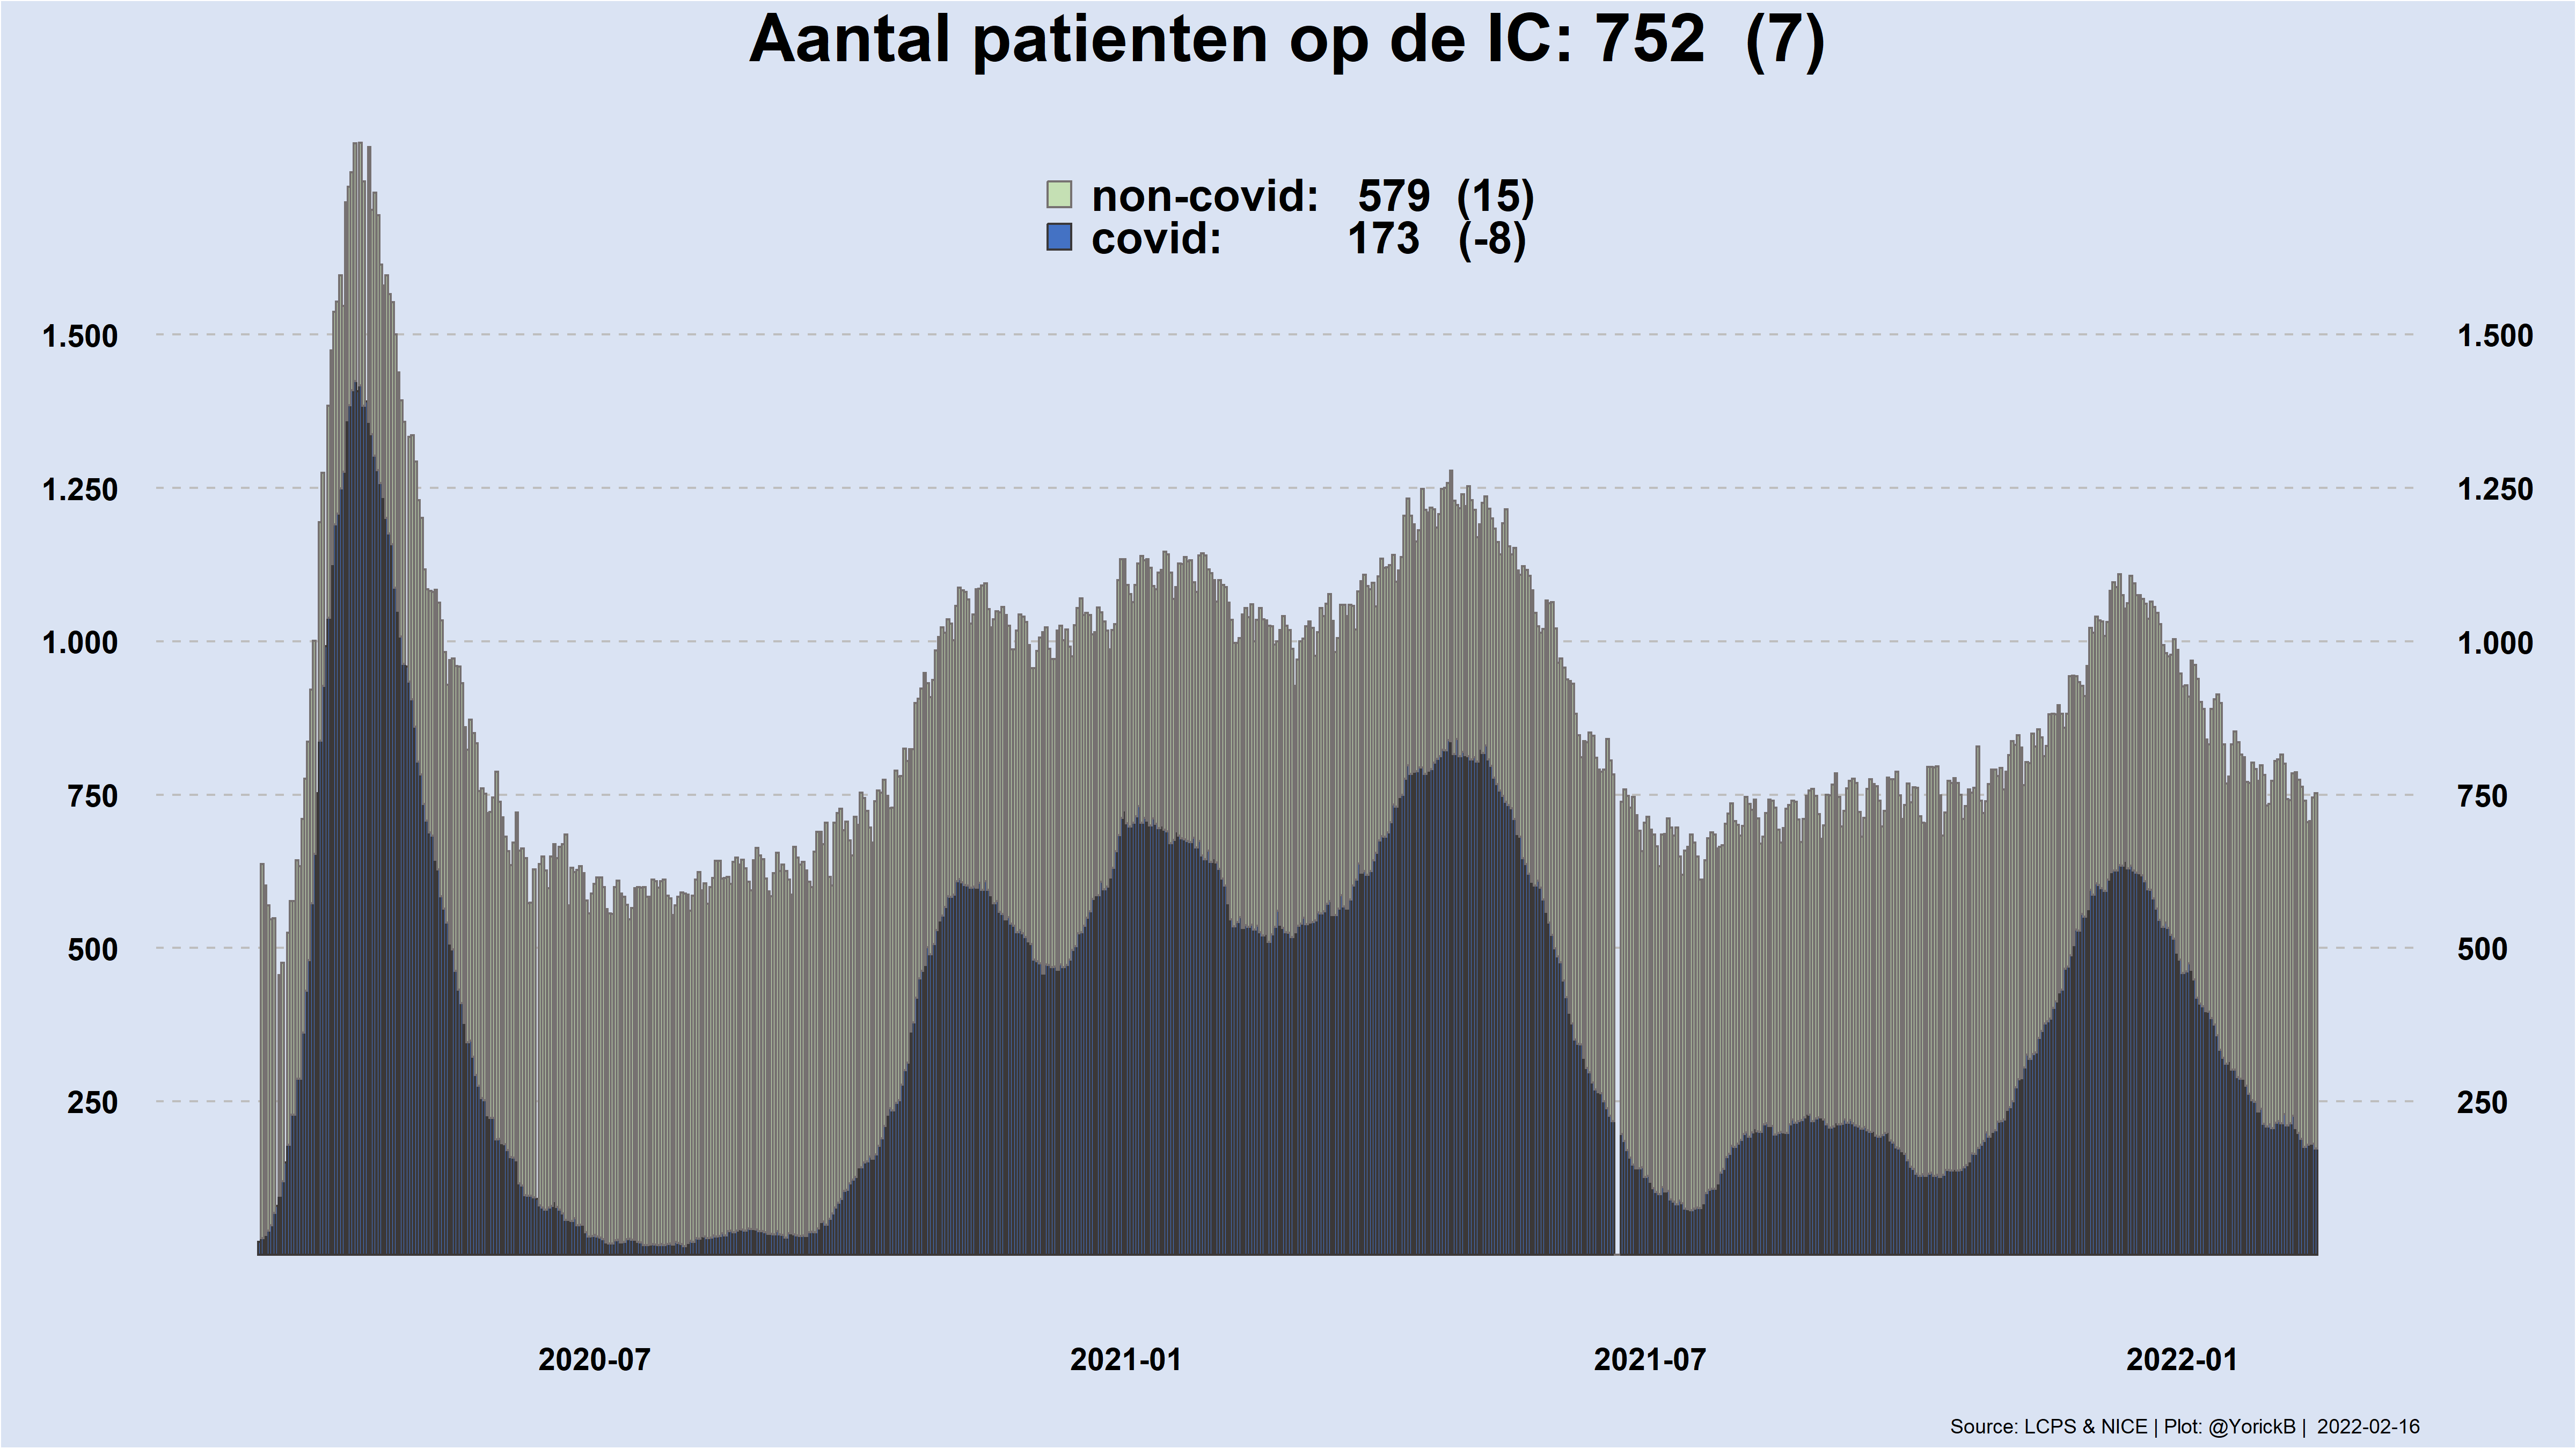 Aantal patienten op de IC: 752 (7)
non-covid: 579 (15)
covid: 173 (-8)
1.500 1.500
1.250 1.250
1.000 1.000
750 750
500 500
250 250
2020-07 2021-01 2021-07 2022-01
Source: LCPS & NICE | Plot: @YorickB | 2022-02-16